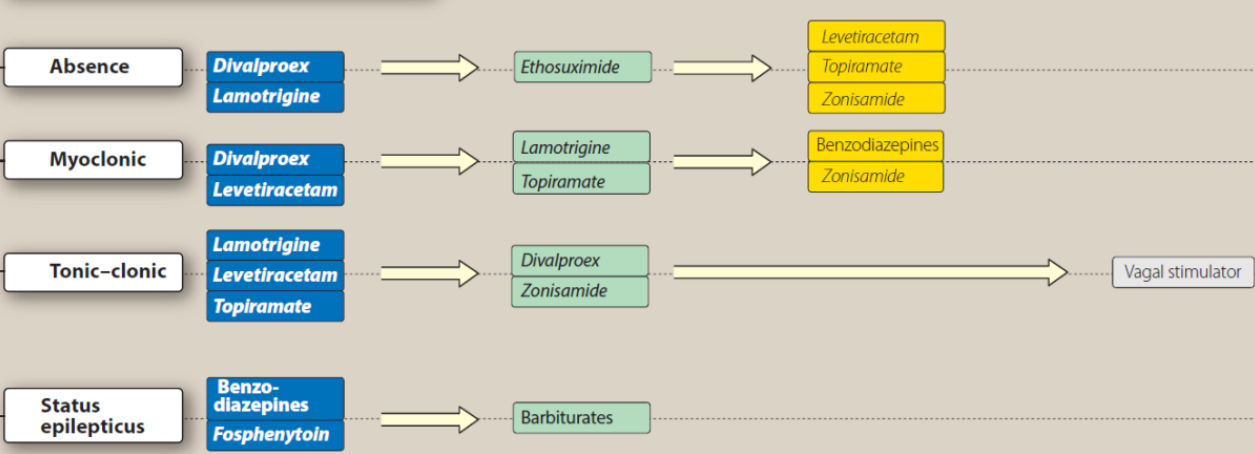 Absence
Divalproex
Lamotrigine
Ethosuximide
Levetiracetam
Topiramate
Zonisamide
Myoclonic
Divalproex
Levetiracetam
Lamotrigine
Topiramate
Benzodiazepines
Zonisamide
Tonic–clonic
Lamotrigine
Levetiracetam
Topiramate
Divalproex
Zonisamide
Vagal stimulator
Status
epilepticus
Benzo-
diazepines
Fosphenytoin
Barbiturates